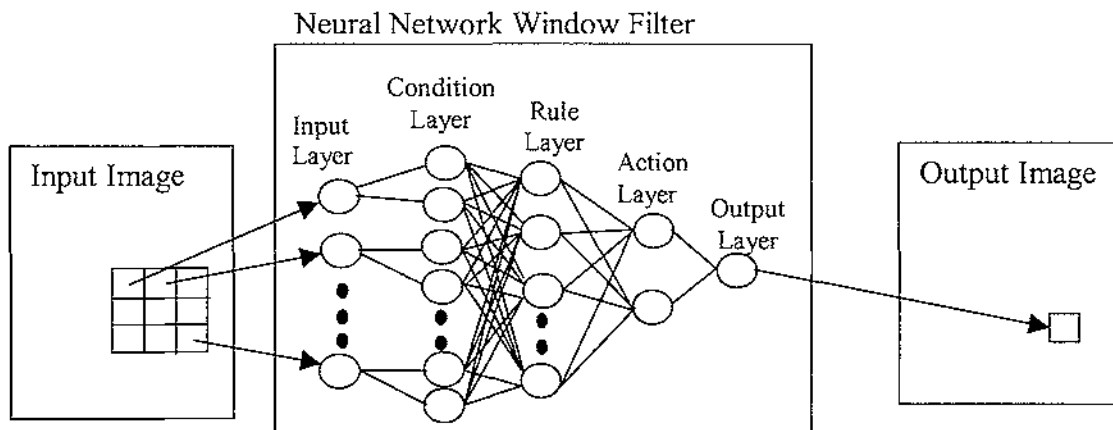 Neural Network Window Filter
Condition
Layer
Rule
Layer
Input
Layer
Action
Layer
Output
Layer
Input Image
Output Image